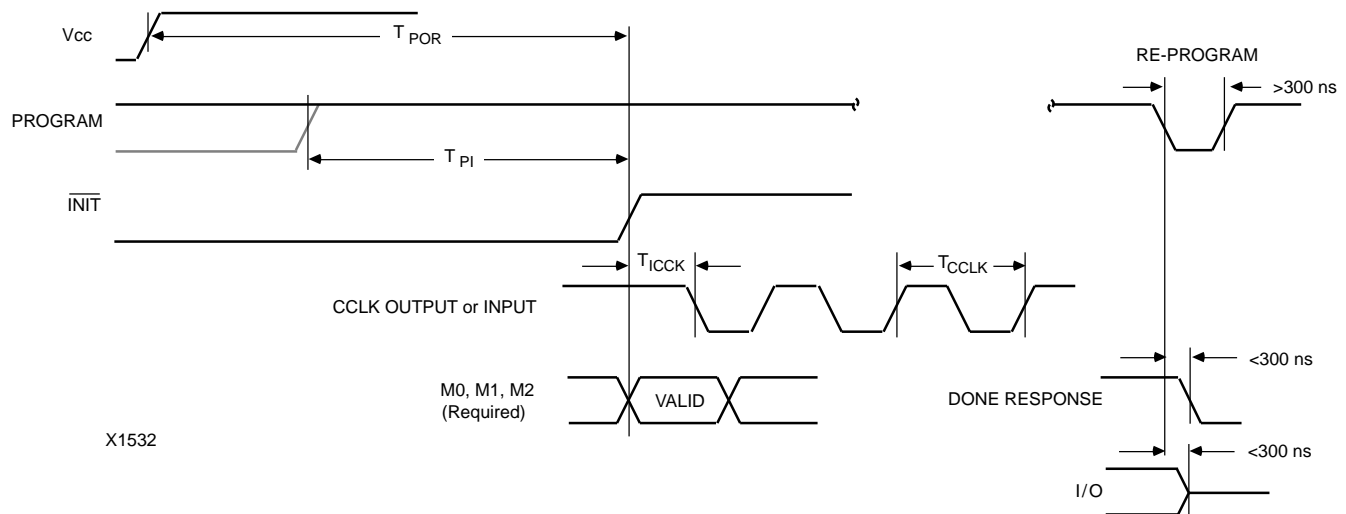 Vcc
T POR
RE-PROGRAM
>300 ns
PROGRAM
T PI
INIT
T ICCK
T CCLK
CCLK OUTPUT or INPUT
<300 ns
M0, M1, M2
(Required)
VALID
DONE RESPONSE
X1532
<300 ns
I/O